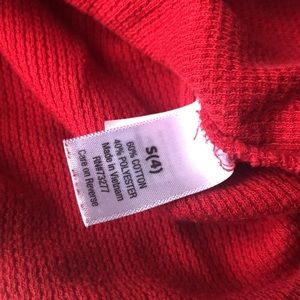 S(4)
60% COTTON
40% POLYESTER
Made in Vietnam
RN#73277
Care on Reverse